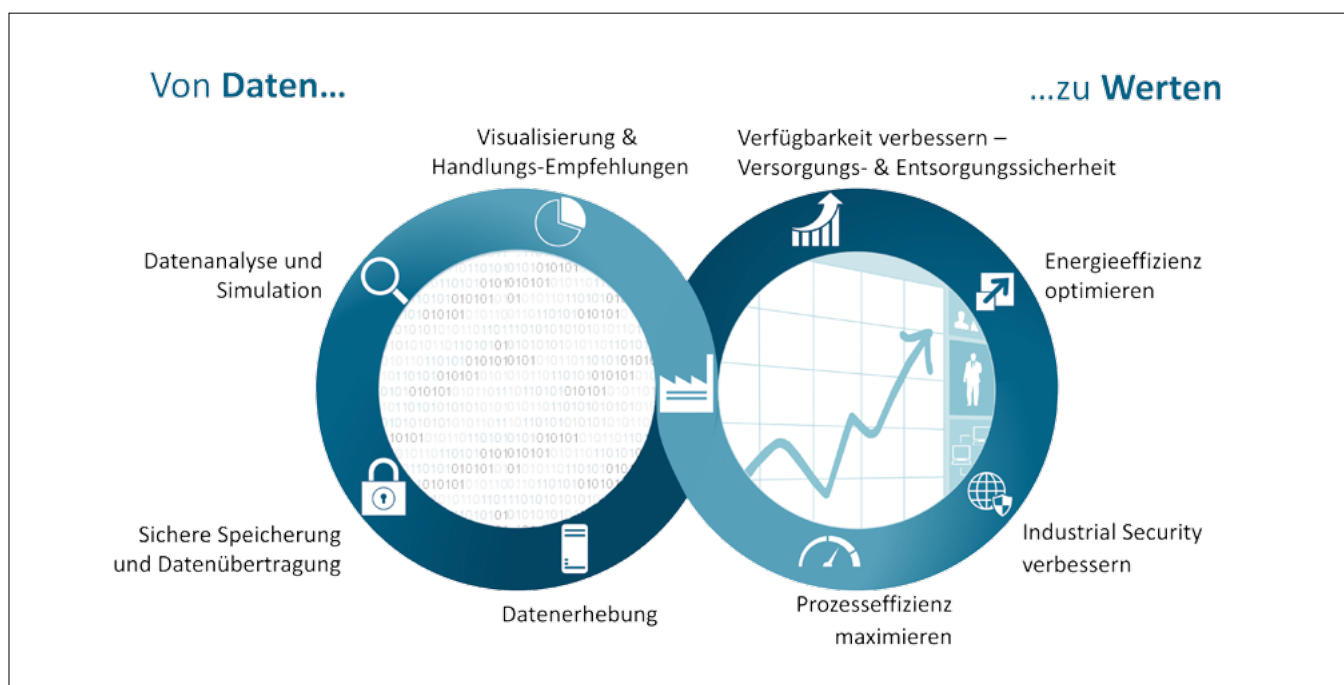 Von Daten...
...zu Werten
Visualisierung &
Handlungs-Empfehlungen
Verfügbarkeit verbessern –
Versorgungs- & Entsorgungssicherheit
Datenanalyse und
Simulation
Energieeffizienz
optimieren
Sichere Speicherung
und Datenübertragung
Industrial Security
verbessern
Datenerhebung
Prozesseffizienz
maximieren